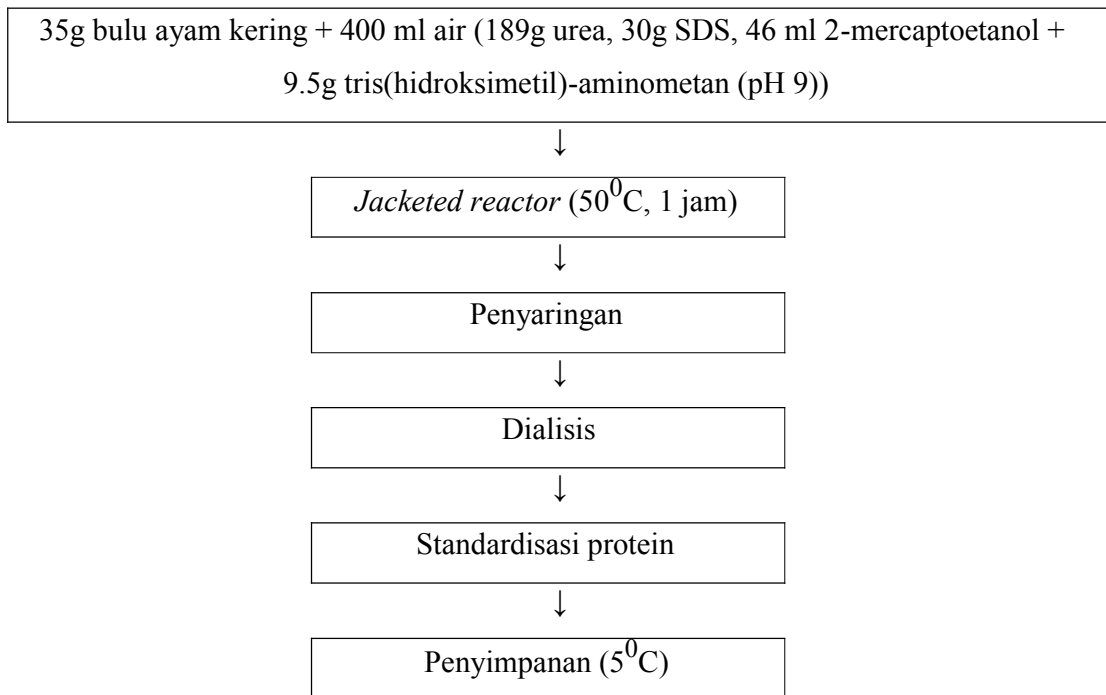 35g bulu ayam kering + 400 ml air (189g urea, 30g SDS, 46 ml 2-mercaptoetanol +
9.5g tris(hidroksimetil)-aminometan (pH 9))
↓
Jacketed reactor (50⁰C, 1 jam)
↓
Penyaringan
↓
Dialisis
↓
Standardisasi protein
↓
Penyimpanan (5⁰C)